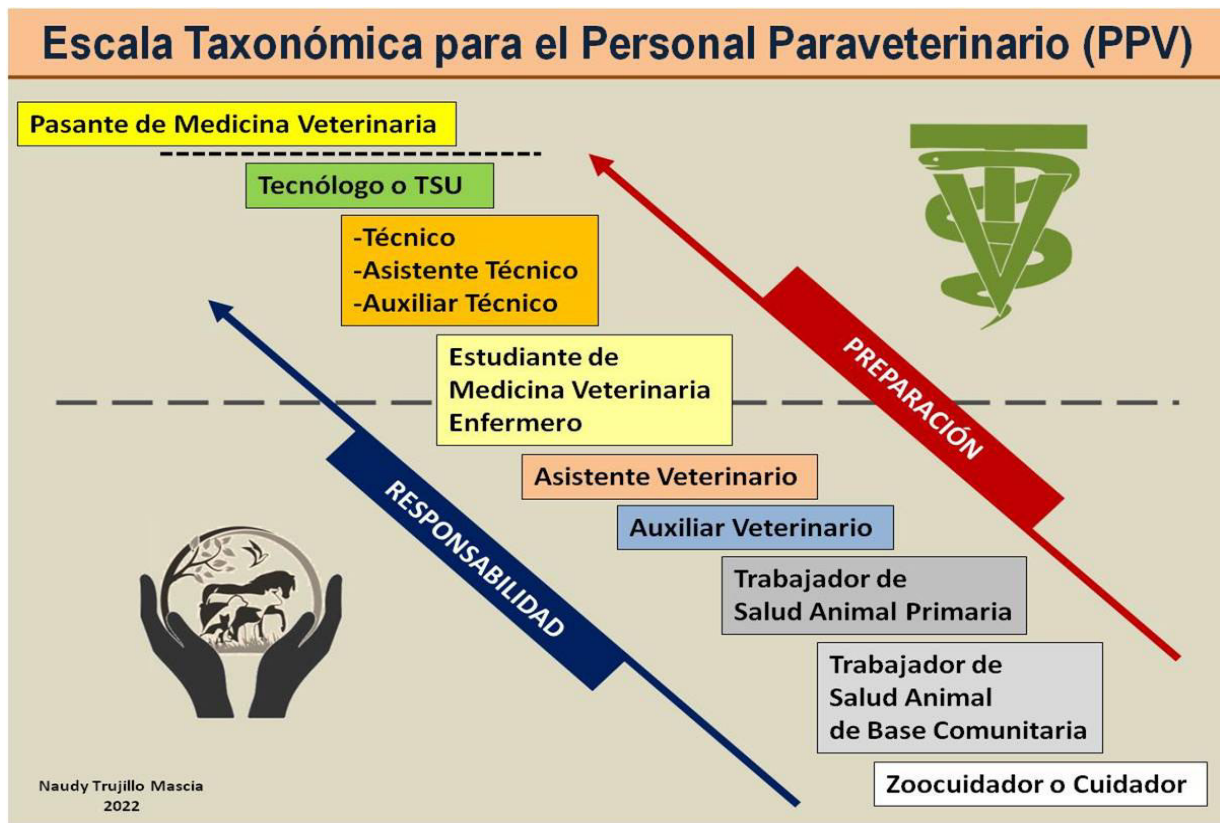 Escala Taxonómica para el Personal Paraveterinario (PPV)
Pasante de Medicina Veterinaria
Tecnólogo o TSU
-Técnico
-Asistente Técnico
-Auxiliar Técnico
Estudiante de
Medicina Veterinaria
Enfermero
Asistente Veterinario
Auxiliar Veterinario
Trabajador de
Salud Animal Primaria
Trabajador de
Salud Animal
de Base Comunitaria
Zoocuidador o Cuidador
PREPARACIÓN
RESPONSABILIDAD
Naudy Trujillo Mascia
2022